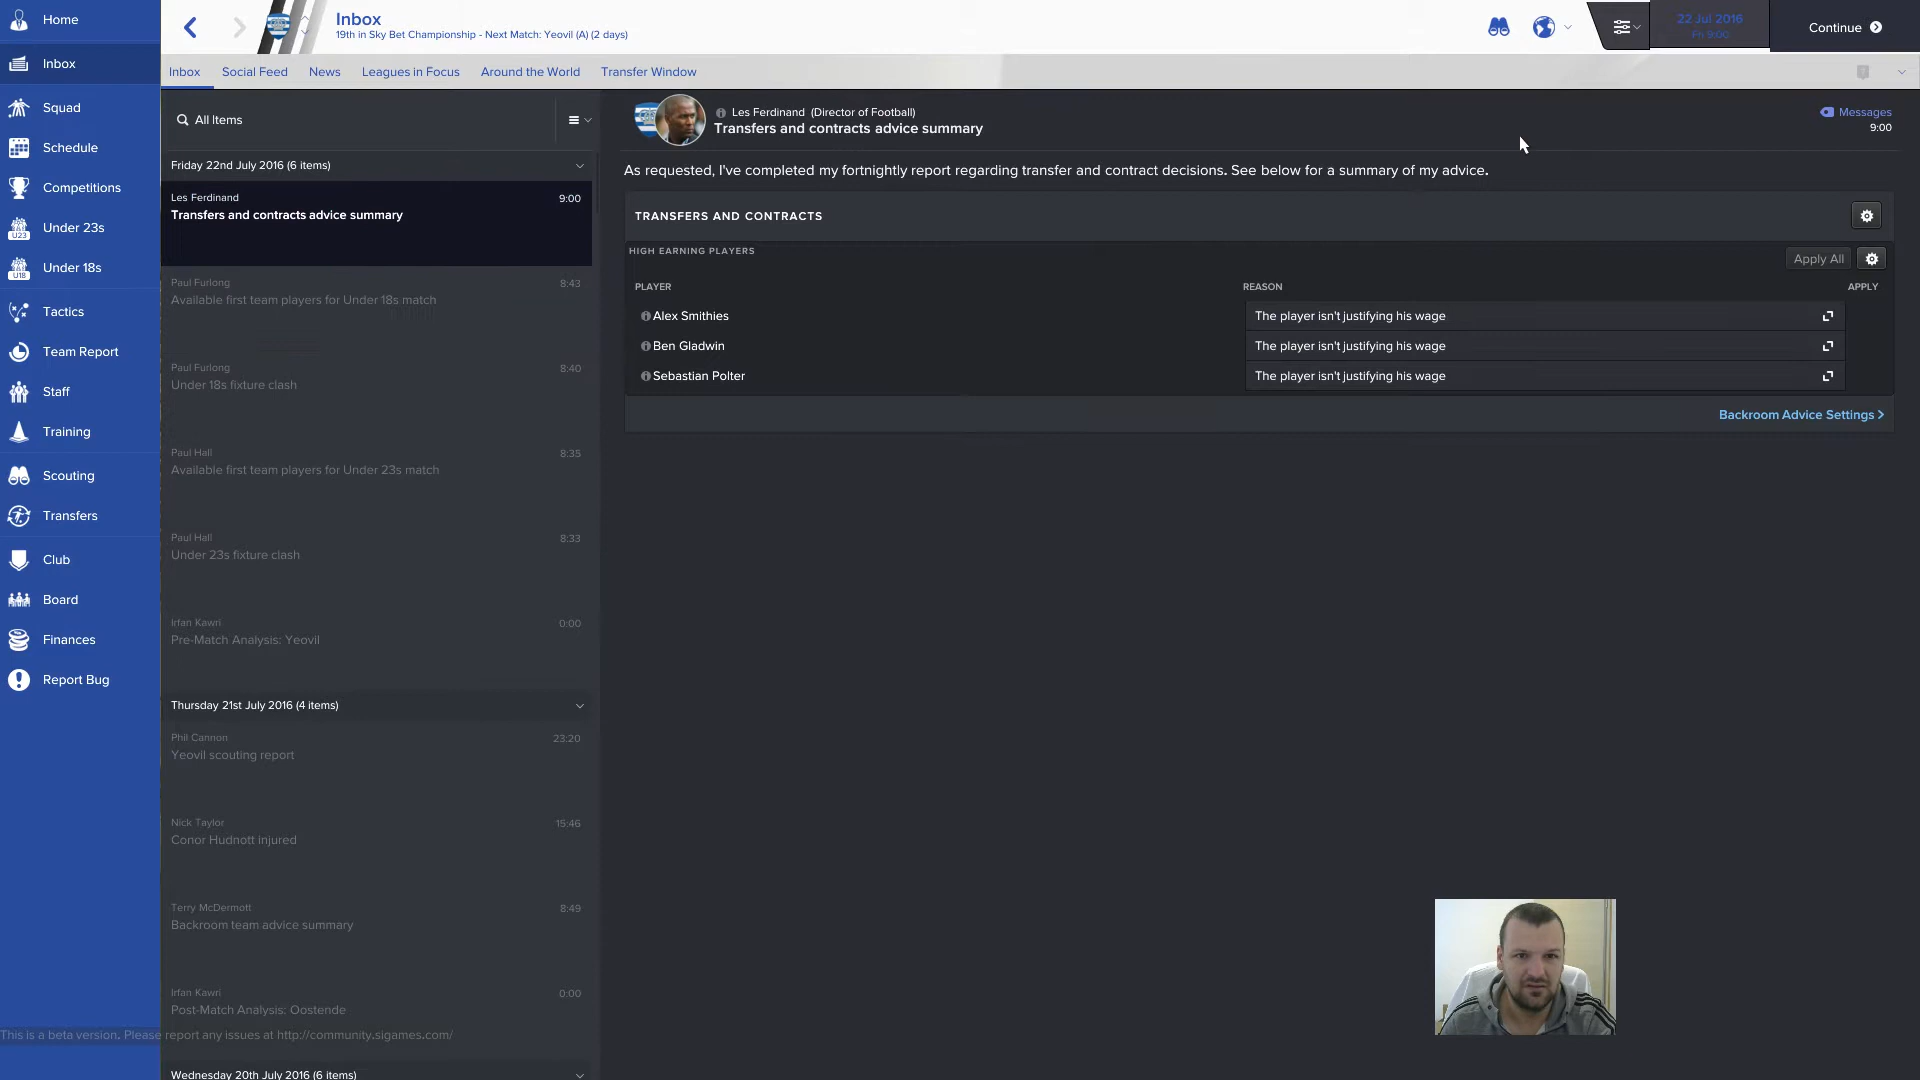 Home
Inbox
Squad
Schedule
Competitions
Under 23s
U23
Under 18s
U18
Tactics
Team Report
Staff
Training
Scouting
Transfers
Club
Board
Finances
Report Bug
Inbox
19th in Sky Bet Championship - Next Match: Yeovil (A) (2 days)
22 Jul 2016
Fri 9:00
Continue
Inbox Social Feed News Leagues in Focus Around the World Transfer Window
All Items
Friday 22nd July 2016 (6 items)
Les Ferdinand 9:00
Transfers and contracts advice summary
Paul Furlong 8:43
Available first team players for Under 18s match
Paul Furlong 8:40
Under 18s fixture clash
Paul Hall 8:35
Available first team players for Under 23s match
Paul Hall 8:33
Under 23s fixture clash
Irfan Kawri 0:00
Pre-Match Analysis: Yeovil
Thursday 21st July 2016 (4 items)
Phil Cannon 23:20
Yeovil scouting report
Nick Taylor 15:46
Conor Hudnott injured
Terry McDermott 8:49
Backroom team advice summary
Irfan Kawri 0:00
Post-Match Analysis: Oostende
Wednesday 20th July 2016 (6 items)
Les Ferdinand (Director of Football)
Transfers and contracts advice summary
Messages
9:00
As requested, I've completed my fortnightly report regarding transfer and contract decisions. See below for a summary of my advice.
TRANSFERS AND CONTRACTS
HIGH EARNING PLAYERS
Apply All
PLAYER REASON APPLY
Alex Smithies The player isn't justifying his wage
Ben Gladwin The player isn't justifying his wage
Sebastian Polter The player isn't justifying his wage
Backroom Advice Settings >
This is a beta version. Please report any issues at http://community.sigames.com/